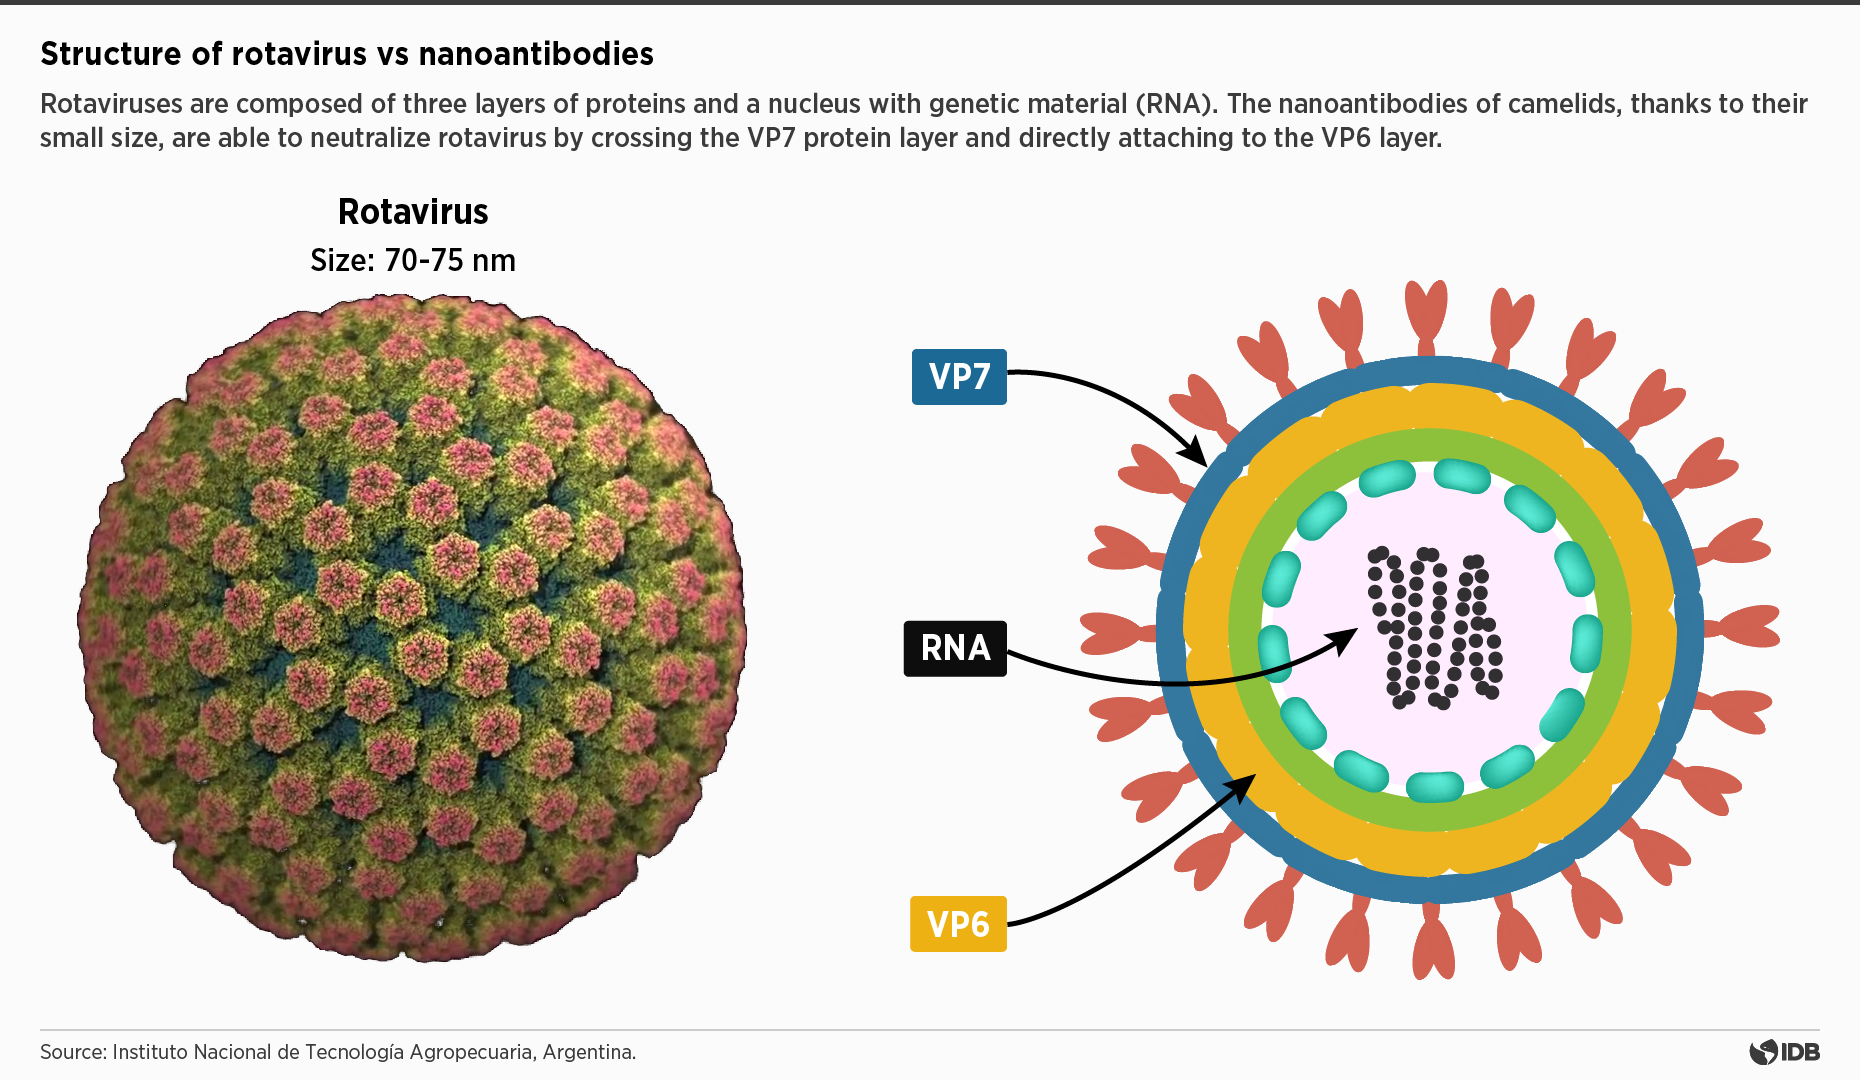 Structure of rotavirus vs nanoantibodies
Rotaviruses are composed of three layers of proteins and a nucleus with genetic material (RNA). The nanoantibodies of camelids, thanks to their
small size, are able to neutralize rotavirus by crossing the VP7 protein layer and directly attaching to the VP6 layer.
Rotavirus
Size: 70-75 nm
VP7
RNA
VP6
Source: Instituto Nacional de Tecnología Agropecuaria, Argentina.
IDB